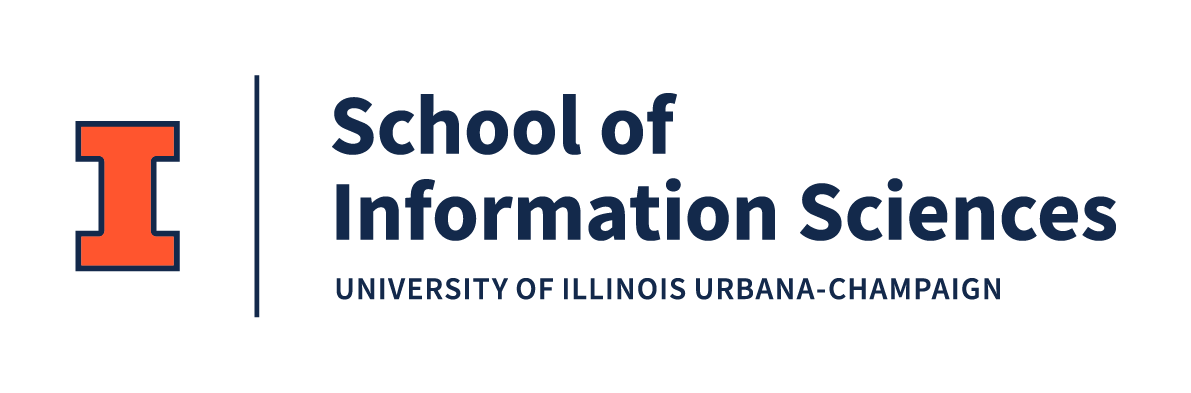 I
School of
Information Sciences
UNIVERSITY OF ILLINOIS URBANA-CHAMPAIGN